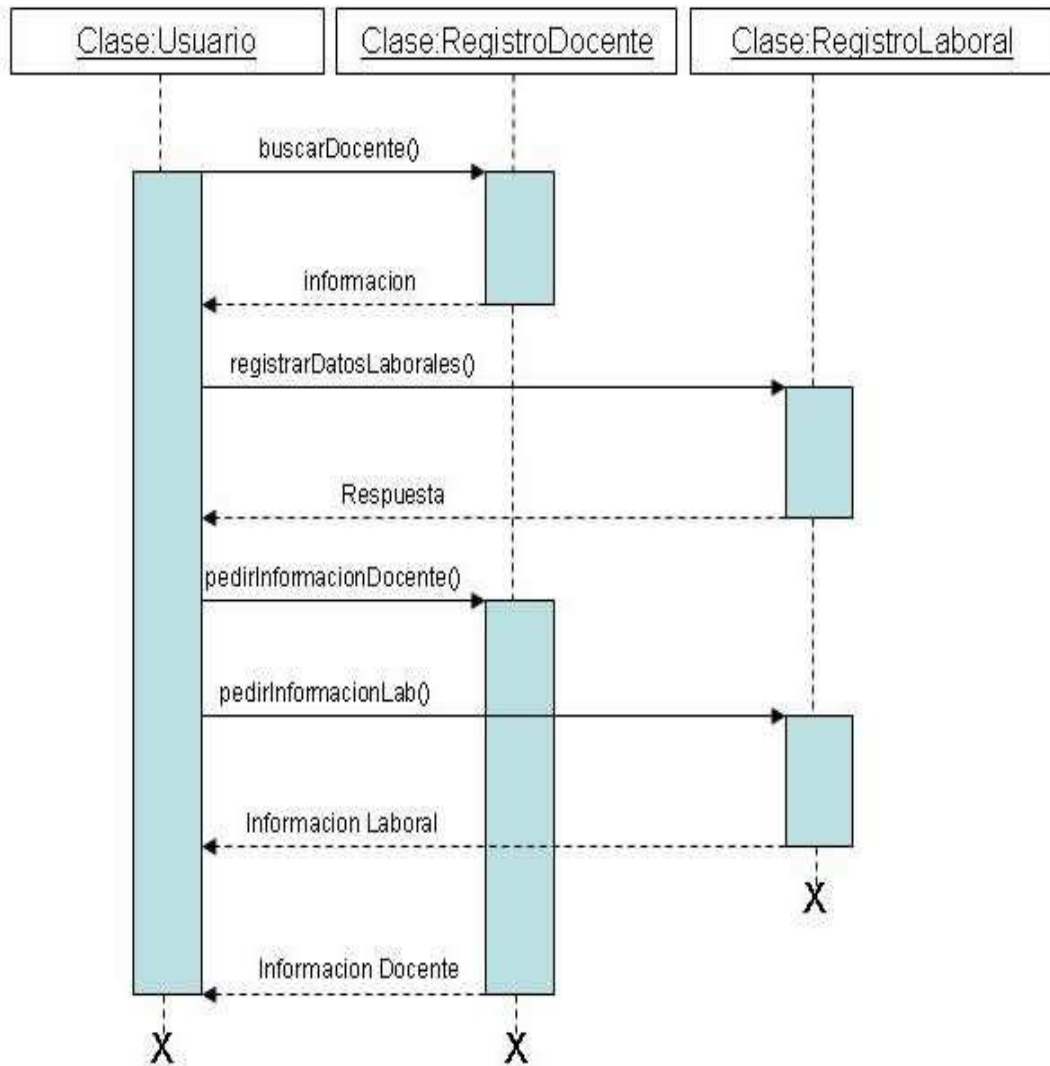 Clase:Usuario
Clase:RegistroDocente
Clase:RegistroLaboral
buscarDocente()
informacion
registrarDatosLaborales()
Respuesta
pedirInformacionDocente()
pedirInformacionLab()
Informacion Laboral
X
Informacion Docente
X
X